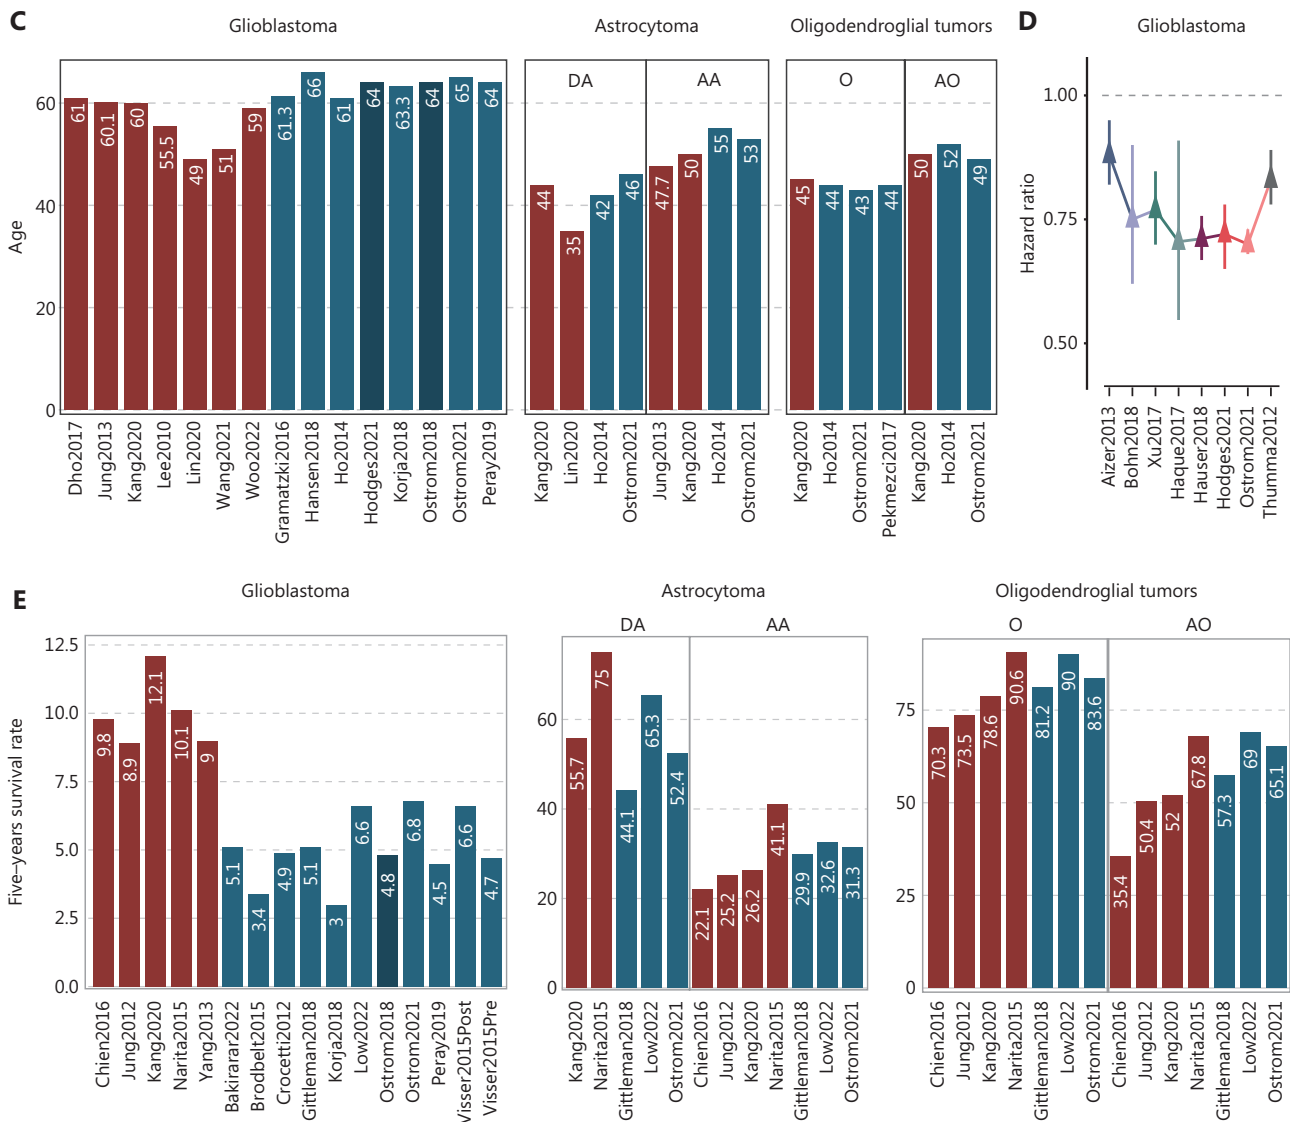 C
Glioblastoma
Astrocytoma
Oligodendroglial tumors
DA
AA
O
AO
Age
60
40
20
0
61
60.1
60
55.5
49
51
59
61.3
66
61
64
63.3
64
65
64
44
35
42
46
47.7
50
55
53
45
44
43
44
50
52
49
Dho2017
Jung2013
Kang2020
Lee2010
Lin2020
Wang2021
Woo2022
Gramatzki2016
Hansen2018
Ho2014
Hodges2021
Korja2018
Ostrom2018
Ostrom2021
Peray2019
Kang2020
Lin2020
Ho2014
Ostrom2021
Jung2013
Kang2020
Ho2014
Ostrom2021
Kang2020
Ho2014
Ostrom2021
Pekmezci2017
Kang2020
Ho2014
Ostrom2021
D
Glioblastoma
Hazard ratio
1.00
0.75
0.50
Aizer2013
Bohn2018
Xu2017
Haque2017
Hauser2018
Hodges2021
Ostrom2021
Thumma2012
E
Glioblastoma
Astrocytoma
Oligodendroglial tumors
DA
AA
O
AO
Five–years survival rate
12.5
10.0
7.5
5.0
2.5
0.0
9.8
8.9
12.1
10.1
9
5.1
3.4
4.9
5.1
3
6.6
4.8
6.8
4.5
6.6
4.7
Chien2016
Jung2012
Kang2020
Narita2015
Yang2013
Bakirarar2022
Brodbelt2015
Crocetti2012
Gittleman2018
Korja2018
Low2022
Ostrom2018
Ostrom2021
Peray2019
Visser2015Post
Visser2015Pre
60
40
20
0
55.7
75
44.1
65.3
52.4
22.1
25.2
26.2
41.1
29.9
32.6
31.3
Kang2020
Narita2015
Gittleman2018
Low2022
Ostrom2021
Chien2016
Jung2012
Kang2020
Narita2015
Gittleman2018
Low2022
Ostrom2021
75
50
25
0
70.3
73.5
78.6
90.6
81.2
90
83.6
35.4
50.4
52
67.8
57.3
69
65.1
Chien2016
Jung2012
Kang2020
Narita2015
Gittleman2018
Low2022
Ostrom2021
Chien2016
Jung2012
Kang2020
Narita2015
Gittleman2018
Low2022
Ostrom2021